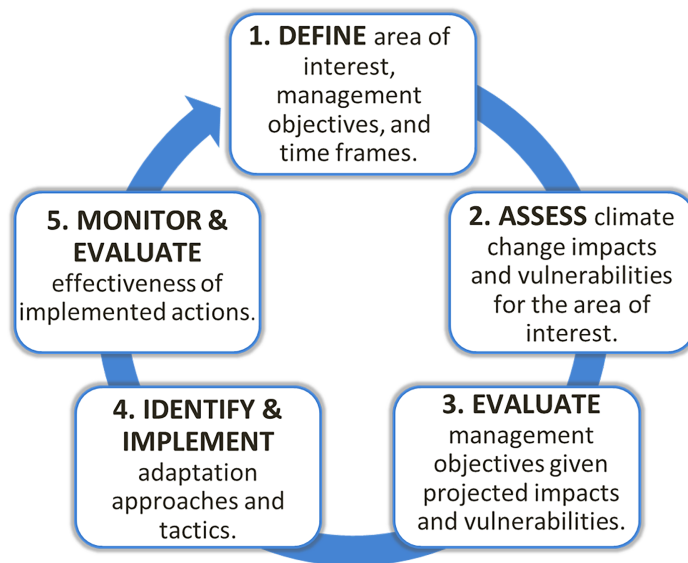 1. DEFINE area of
interest,
management
objectives, and
time frames.
2. ASSESS climate
change impacts
and vulnerabilities
for the area of
interest.
3. EVALUATE
management
objectives given
projected impacts
and vulnerabilities.
4. IDENTIFY &
IMPLEMENT
adaptation
approaches and
tactics.
5. MONITOR &
EVALUATE
effectiveness of
implemented actions.